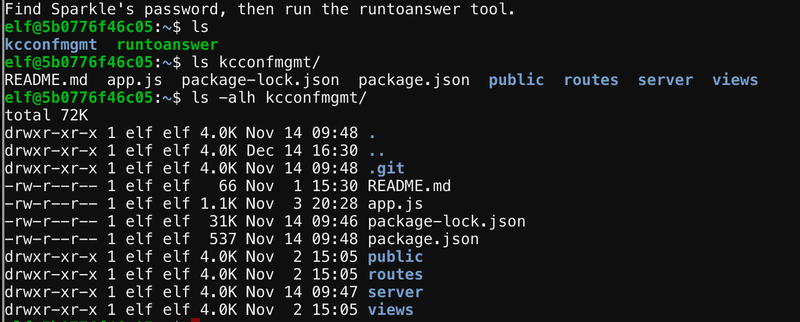 Find Sparkle's password, then run the runtoanswer tool.
elf@5b0776f46c05:~$ ls
kcconfmgmt runtoanswer
elf@5b0776f46c05:~$ ls kcconfmgmt/
README.md app.js package-lock.json package.json public routes server views
elf@5b0776f46c05:~$ ls -alh kcconfmgmt/
total 72K
drwxr-xr-x 1 elf elf 4.0K Nov 14 09:48 .
drwxr-xr-x 1 elf elf 4.0K Dec 14 16:30 ..
drwxr-xr-x 1 elf elf 4.0K Nov 14 09:48 .git
-rw-r--r-- 1 elf elf 66 Nov 1 15:30 README.md
-rw-r--r-- 1 elf elf 1.1K Nov 3 20:28 app.js
-rw-r--r-- 1 elf elf 31K Nov 14 09:46 package-lock.json
-rw-r--r-- 1 elf elf 537 Nov 14 09:48 package.json
drwxr-xr-x 1 elf elf 4.0K Nov 2 15:05 public
drwxr-xr-x 1 elf elf 4.0K Nov 2 15:05 routes
drwxr-xr-x 1 elf elf 4.0K Nov 14 09:47 server
drwxr-xr-x 1 elf elf 4.0K Nov 2 15:05 views